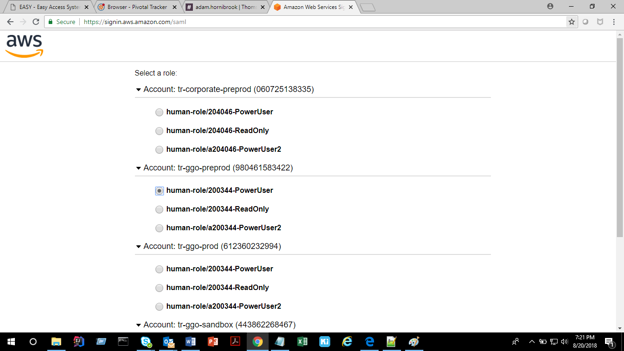 EASY - Easy Access Syste
Browser - Pivotal Tracker
adam.hornibrook | Thom
Amazon Web Services Si
Secure
https://signin.aws.amazon.com/saml
aws
Select a role:
Account: tr-corporate-preprod (060725138335)
human-role/204046-PowerUser
human-role/204046-ReadOnly
human-role/a204046-PowerUser2
Account: tr-ggo-preprod (980461583422)
human-role/200344-PowerUser
human-role/200344-ReadOnly
human-role/a200344-PowerUser2
Account: tr-ggo-prod (612360232994)
human-role/200344-PowerUser
human-role/200344-ReadOnly
human-role/a200344-PowerUser2
Account: tr-ggo-sandbox (443862268467)
7:21 PM
8/20/2018